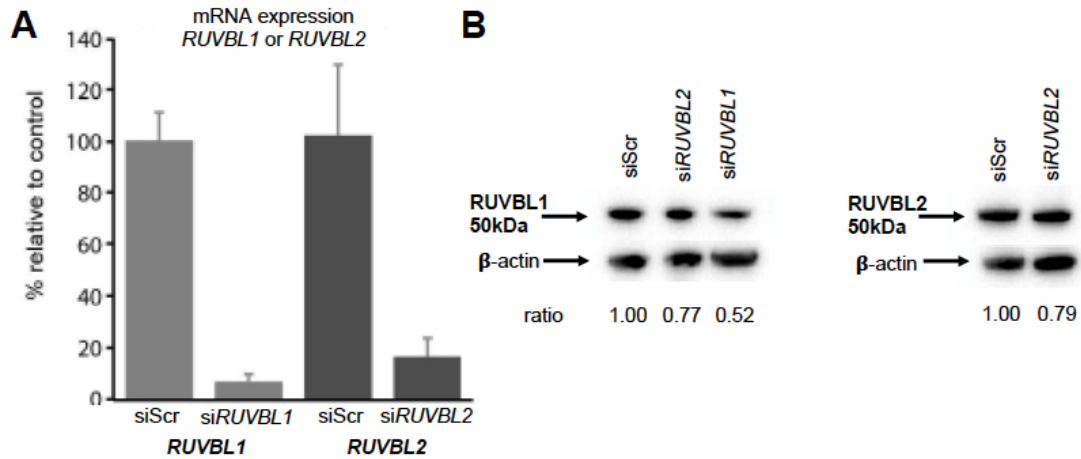 A
mRNA expression
RUVBL1 or RUVBL2
% relative to control
140
120
100
80
60
40
20
0
siScr siRUVBL1 siScr siRUVBL2
RUVBL1 RUVBL2
B
siScr
siRUVBL2
siRUVBL1
RUVBL1
50kDa
β-actin
ratio 1.00 0.77 0.52
siScr
siRUVBL2
RUVBL2
50kDa
β-actin
1.00 0.79